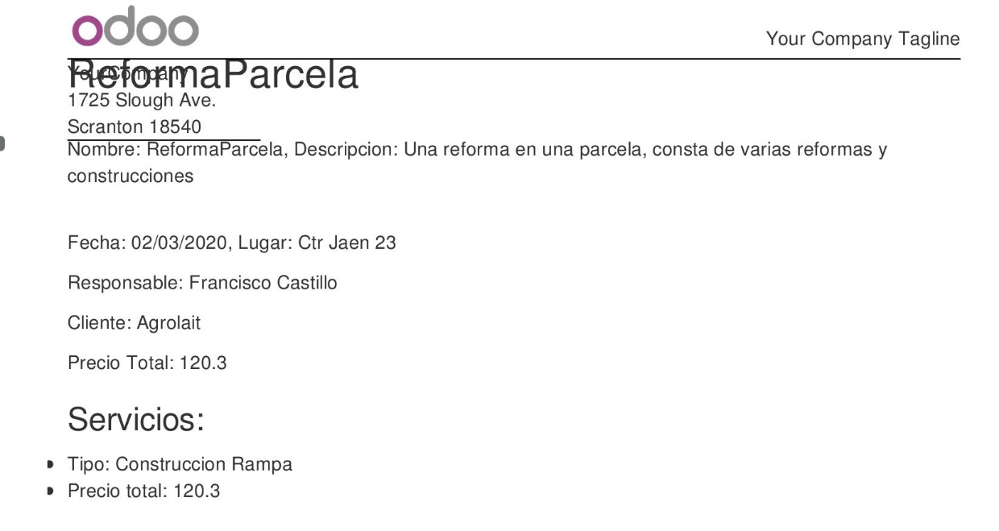 odoo
Your Company Tagline
ReformaParcela
YourCompany
1725 Slough Ave.
Scranton 18540
Nombre: ReformaParcela, Descripcion: Una reforma en una parcela, consta de varias reformas y
construcciones
Fecha: 02/03/2020, Lugar: Ctr Jaen 23
Responsable: Francisco Castillo
Cliente: Agrolait
Precio Total: 120.3
Servicios:
Tipo: Construccion Rampa
Precio total: 120.3